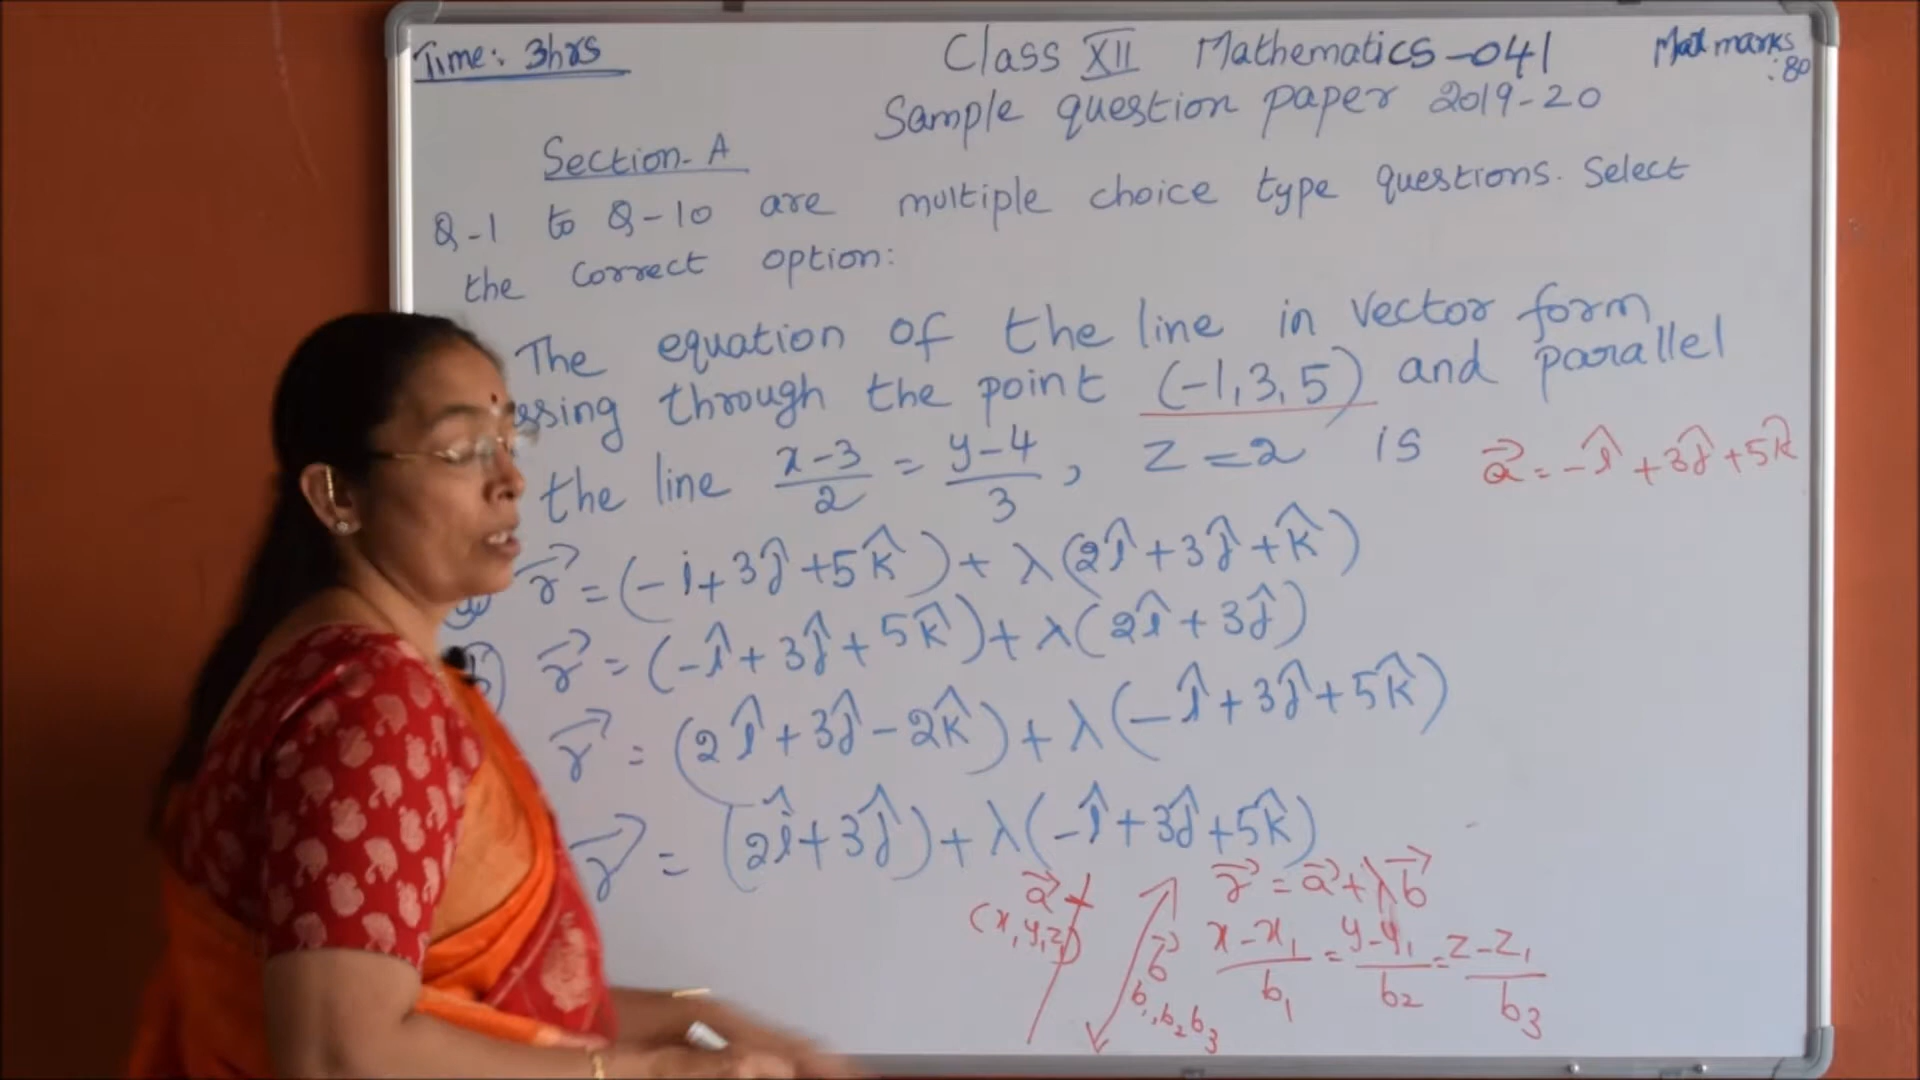 Time: 3hrs
Class XII Mathematics-041
Max marks
:80
Sample question paper 2019-20
Section-A
Q-1 to Q-10 are multiple choice type questions. Select
the correct option:
The equation of the line in vector form
ssing through the point (-1,3,5) and parallel
the line x-3/2 = y-4/3, z=2 is
a⃗ = -î+3ĵ+5k̂
r⃗ = (-i+3ĵ+5k̂)+λ(2î+3ĵ+k̂)
r⃗ = (-î+3ĵ+5k̂)+λ(2î+3ĵ)
r⃗ = (2î+3ĵ-2k̂)+λ(-î+3ĵ+5k̂)
r⃗ = (2î+3ĵ)+λ(-î+3ĵ+5k̂)
a⃗
(x,y,z)
b⃗
b₁,b₂b₃
r⃗ = a⃗+λb⃗
x-x₁/b₁ = y-y₁/b₂ = z-z₁/b₃